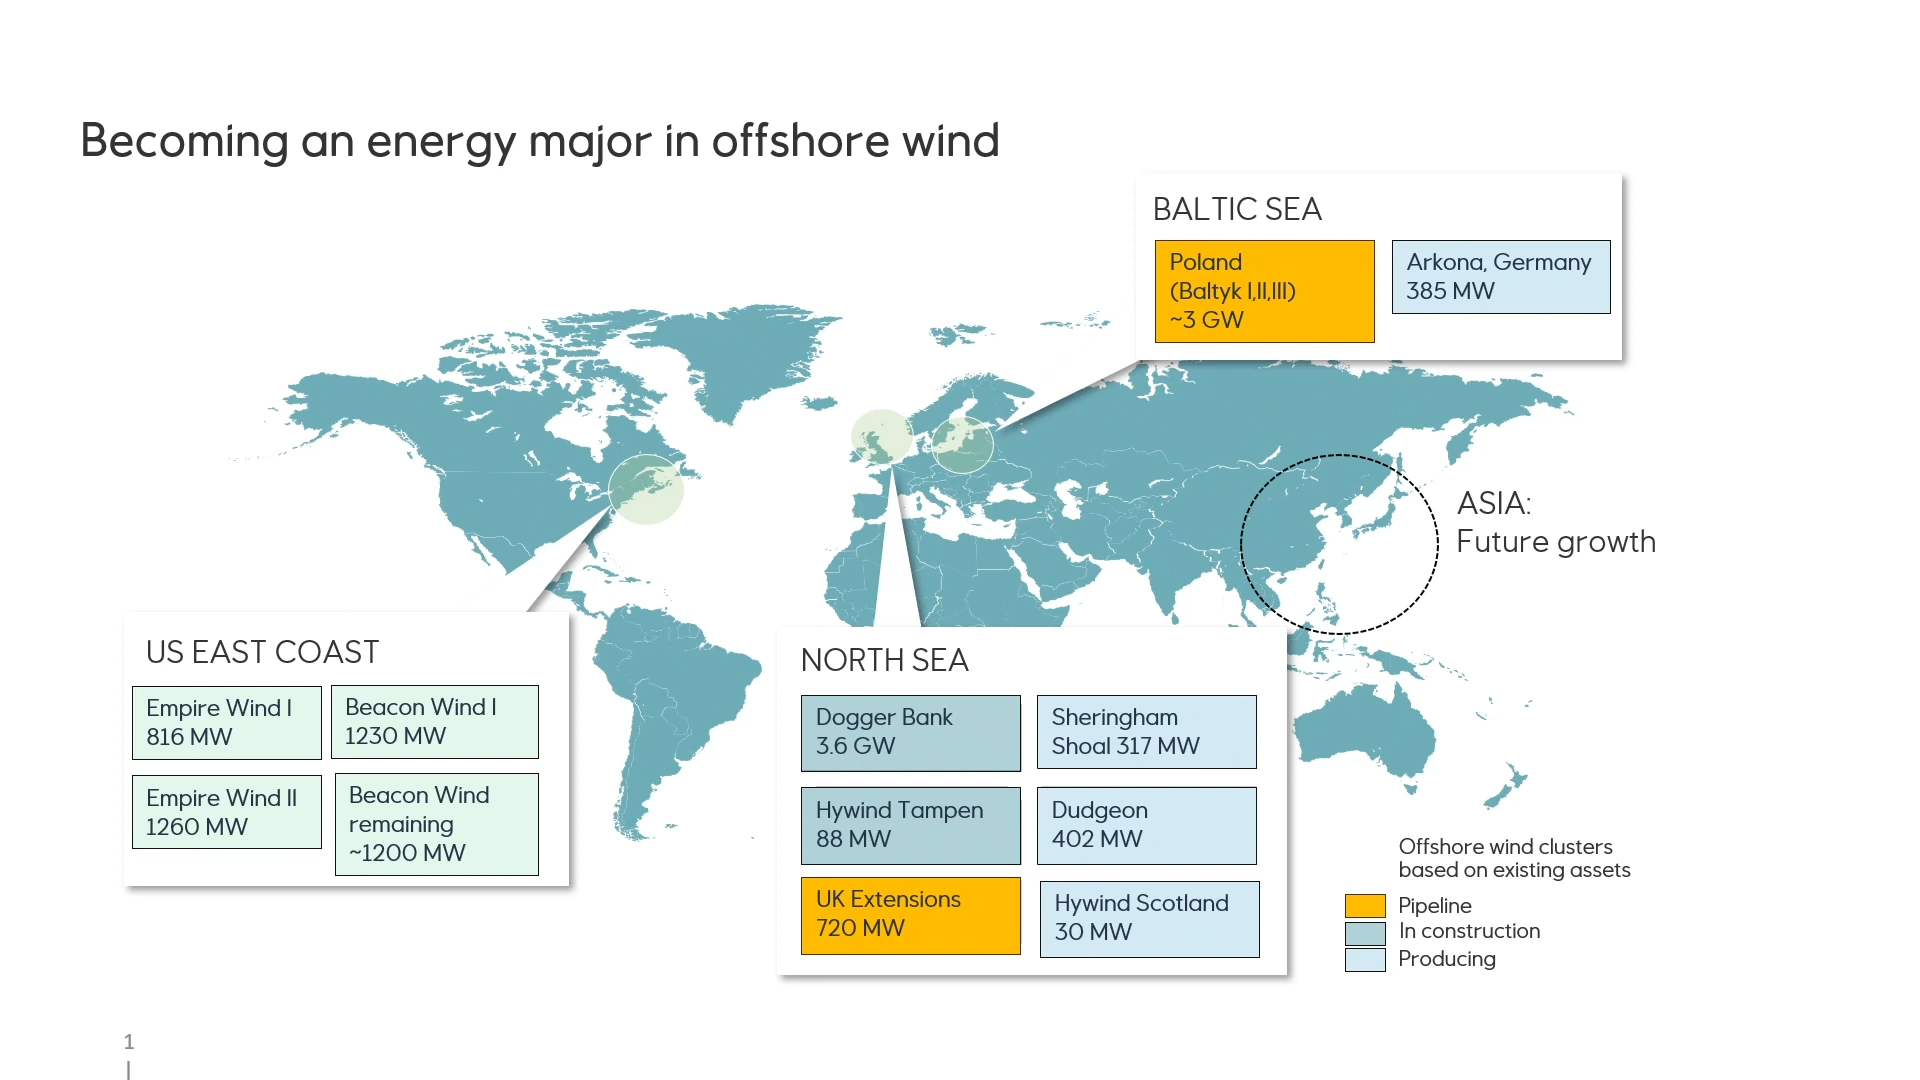 Becoming an energy major in offshore wind
BALTIC SEA
Poland
(Baltyk I,II,III)
~3 GW
Arkona, Germany
385 MW
ASIA:
Future growth
US EAST COAST
Empire Wind I
816 MW
Beacon Wind I
1230 MW
Empire Wind II
1260 MW
Beacon Wind
remaining
~1200 MW
NORTH SEA
Dogger Bank
3.6 GW
Sheringham
Shoal 317 MW
Hywind Tampen
88 MW
Dudgeon
402 MW
UK Extensions
720 MW
Hywind Scotland
30 MW
Offshore wind clusters
based on existing assets
Pipeline
In construction
Producing
1
|